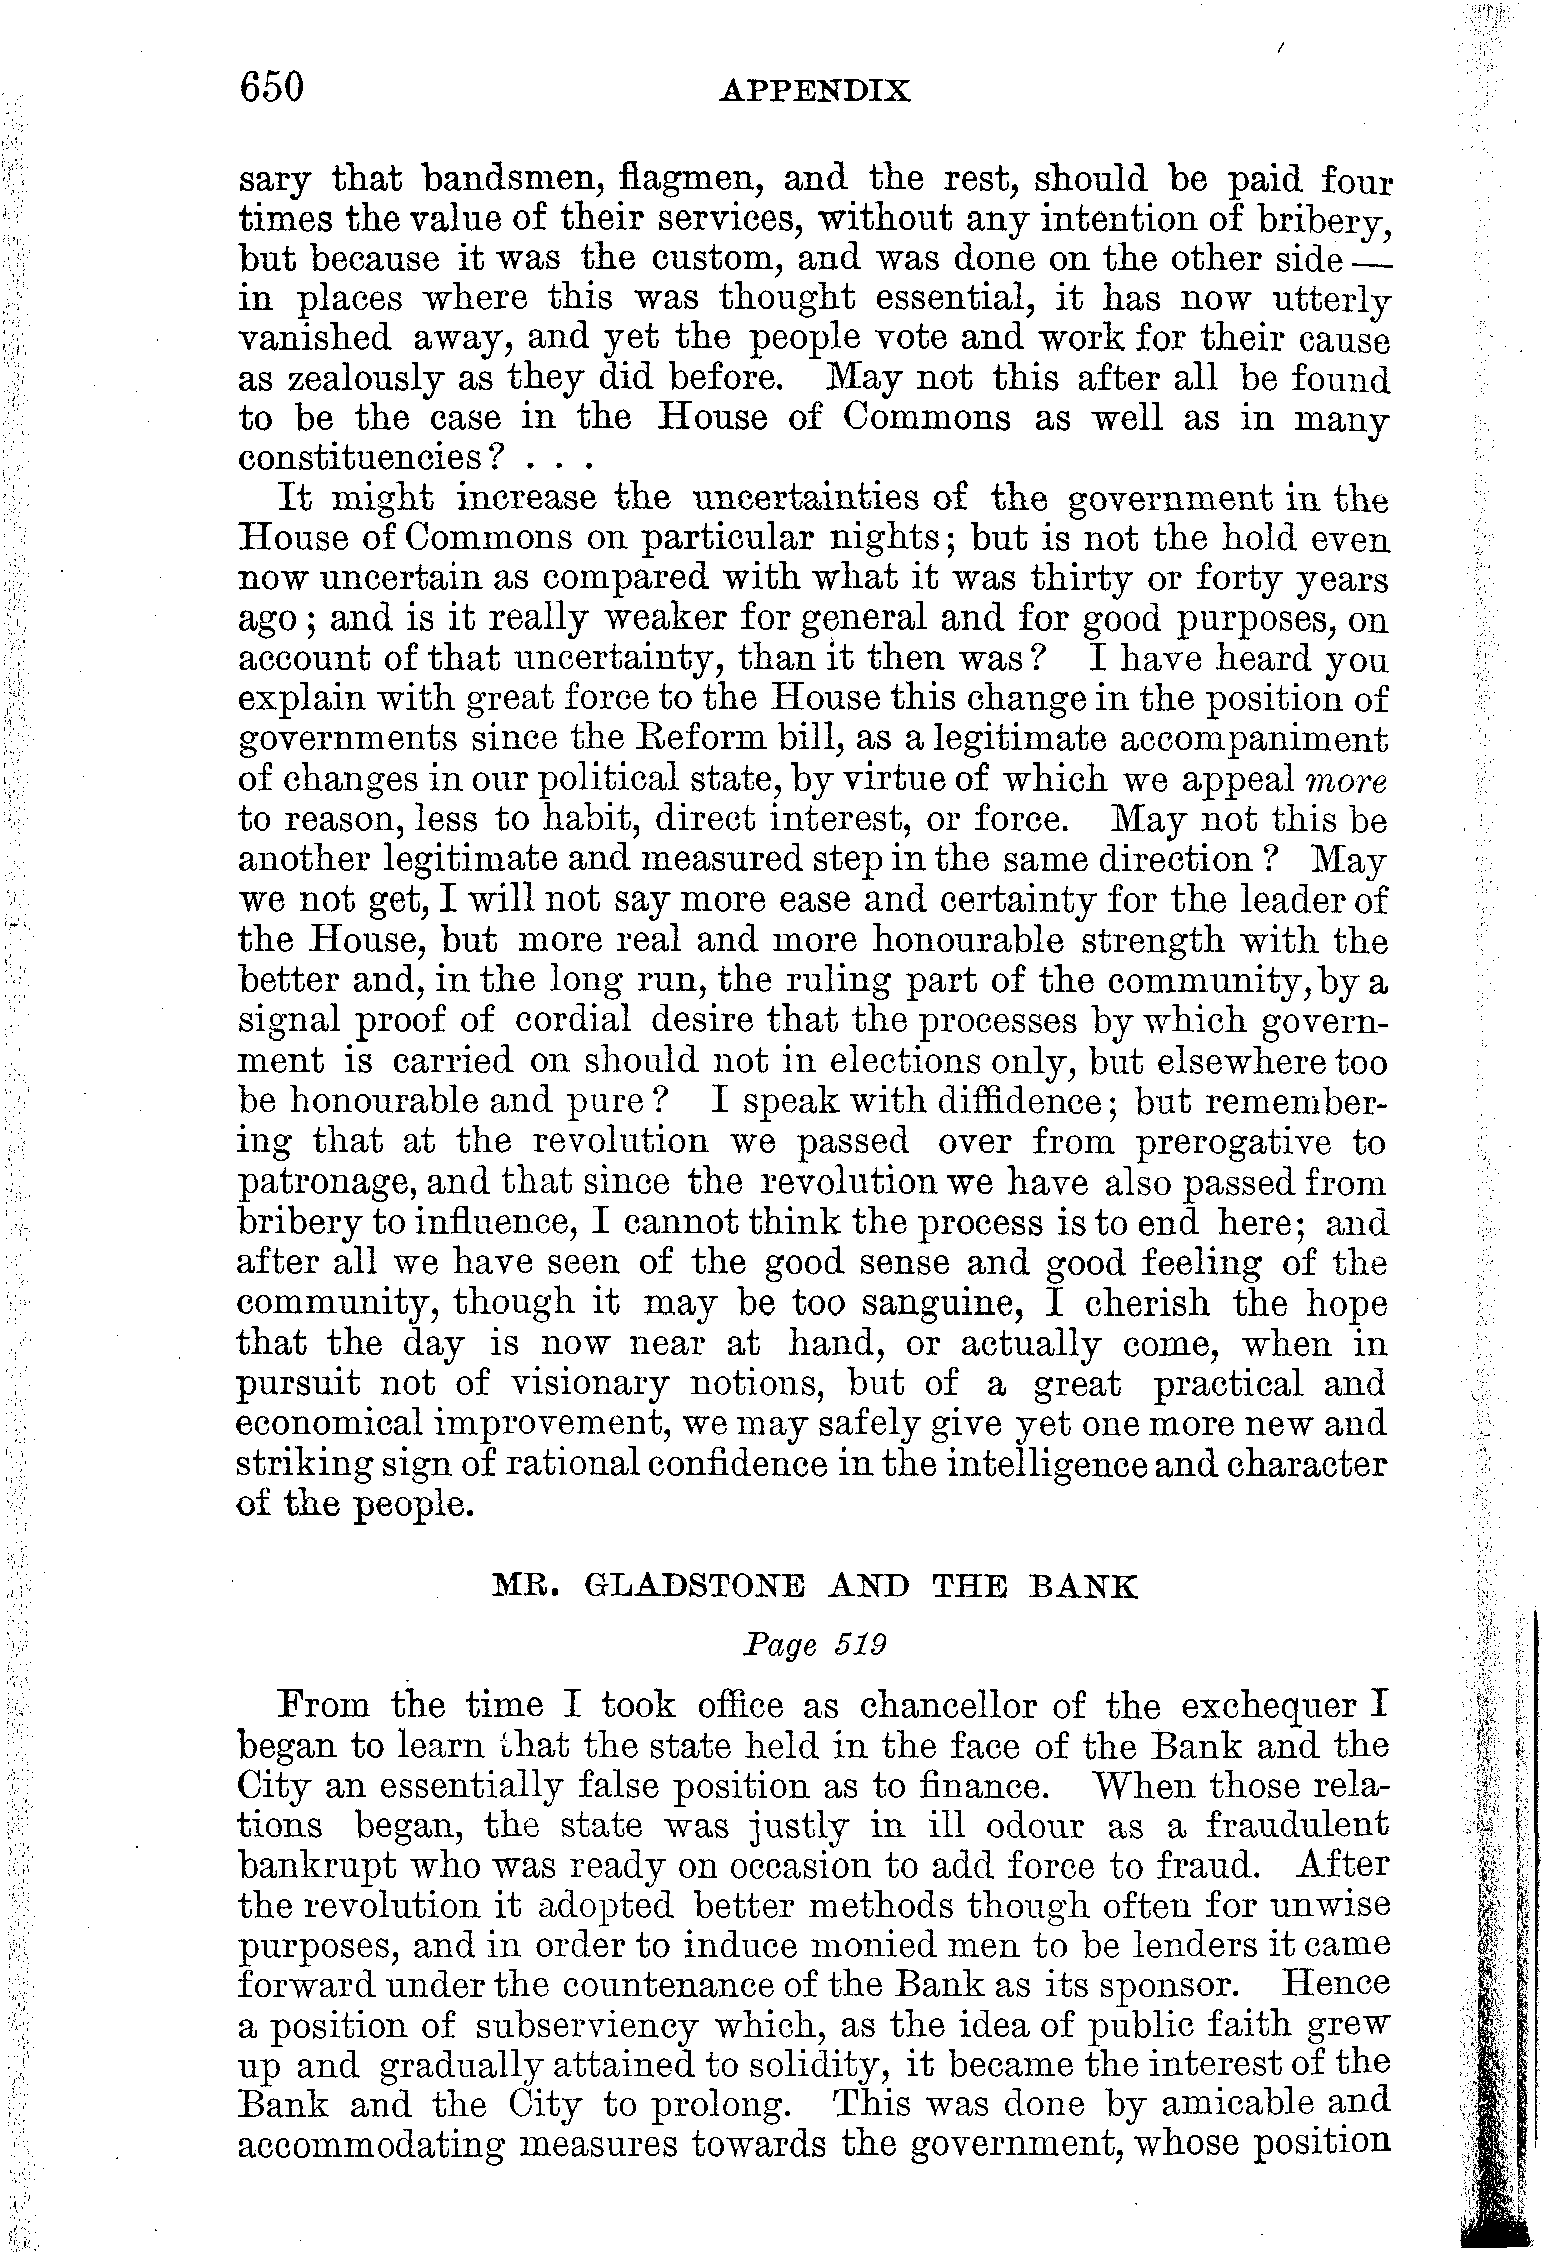 650 APPENDIX
sary that bandsmen, flagmen, and the rest, should be paid four
times the value of their services, without any intention of bribery,
but because it was the custom, and was done on the other side —
in places where this was thought essential, it has now utterly
vanished away, and yet the people vote and work for their cause
as zealously as they did before. May not this after all be found
to be the case in the House of Commons as well as in many
constituencies? . . .
It might increase the uncertainties of the government in the
House of Commons on particular nights; but is not the hold even
now uncertain as compared with what it was thirty or forty years
ago; and is it really weaker for general and for good purposes, on
account of that uncertainty, than it then was? I have heard you
explain with great force to the House this change in the position of
governments since the Reform bill, as a legitimate accompaniment
of changes in our political state, by virtue of which we appeal more
to reason, less to habit, direct interest, or force. May not this be
another legitimate and measured step in the same direction? May
we not get, I will not say more ease and certainty for the leader of
the House, but more real and more honourable strength with the
better and, in the long run, the ruling part of the community, by a
signal proof of cordial desire that the processes by which govern-
ment is carried on should not in elections only, but elsewhere too
be honourable and pure? I speak with diffidence; but remember-
ing that at the revolution we passed over from prerogative to
patronage, and that since the revolution we have also passed from
bribery to influence, I cannot think the process is to end here; and
after all we have seen of the good sense and good feeling of the
community, though it may be too sanguine, I cherish the hope
that the day is now near at hand, or actually come, when in
pursuit not of visionary notions, but of a great practical and
economical improvement, we may safely give yet one more new and
striking sign of rational confidence in the intelligence and character
of the people.
MR. GLADSTONE AND THE BANK
Page 519
From the time I took office as chancellor of the exchequer I
began to learn that the state held in the face of the Bank and the
City an essentially false position as to finance. When those rela-
tions began, the state was justly in ill odour as a fraudulent
bankrupt who was ready on occasion to add force to fraud. After
the revolution it adopted better methods though often for unwise
purposes, and in order to induce monied men to be lenders it came
forward under the countenance of the Bank as its sponsor. Hence
a position of subserviency which, as the idea of public faith grew
up and gradually attained to solidity, it became the interest of the
Bank and the City to prolong. This was done by amicable and
accommodating measures towards the government, whose position